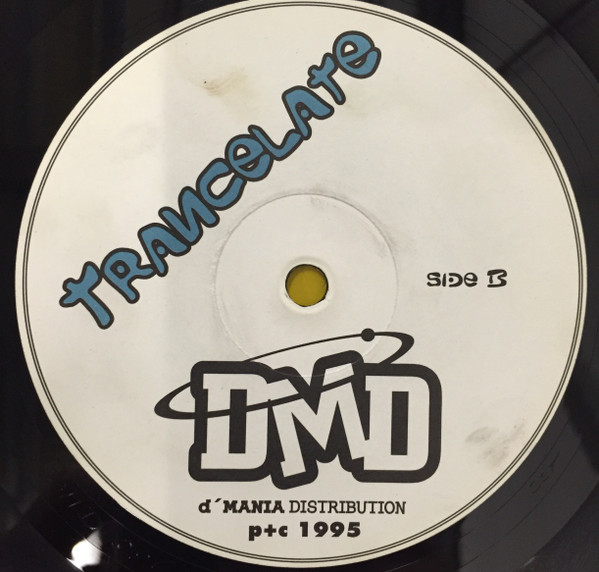 TRANCELATE
SIDE B
DMD
d´MANIA DISTRIBUTION
p+c 1995